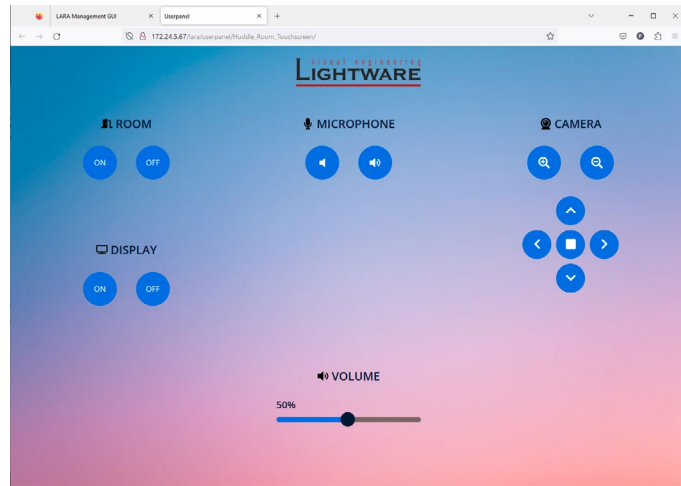 LARA Management GUI
Userpanel
172.24.5.67/lara/userpanel/Huddle_Room_Touchscreen/
visual engineering
LIGHTWARE
ROOM
ON
OFF
MICROPHONE
CAMERA
DISPLAY
ON
OFF
VOLUME
50%